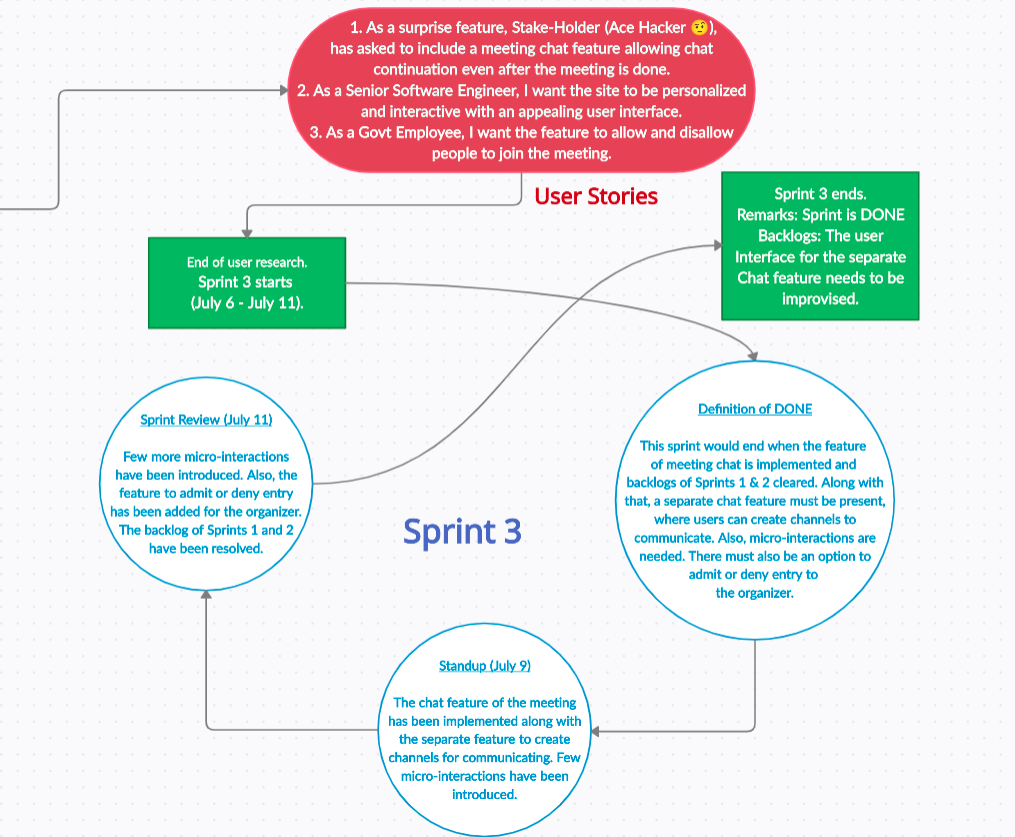 1. As a surprise feature, Stake-Holder (Ace Hacker 🤨),
has asked to include a meeting chat feature allowing chat
continuation even after the meeting is done.
2. As a Senior Software Engineer, I want the site to be personalized
and interactive with an appealing user interface.
3. As a Govt Employee, I want the feature to allow and disallow
people to join the meeting.
User Stories
End of user research.
Sprint 3 starts
(July 6 - July 11).
Sprint 3 ends.
Remarks: Sprint is DONE
Backlogs: The user
Interface for the separate
Chat feature needs to be
improvised.
Definition of DONE
This sprint would end when the feature
of meeting chat is implemented and
backlogs of Sprints 1 & 2 cleared. Along with
that, a separate chat feature must be present,
where users can create channels to
communicate. Also, micro-interactions are
needed. There must also be an option to
admit or deny entry to
the organizer.
Sprint Review (July 11)
Few more micro-interactions
have been introduced. Also, the
feature to admit or deny entry
has been added for the organizer.
The backlog of Sprints 1 and 2
have been resolved.
Sprint 3
Standup (July 9)
The chat feature of the meeting
has been implemented along with
the separate feature to create
channels for communicating. Few
micro-interactions have been
introduced.